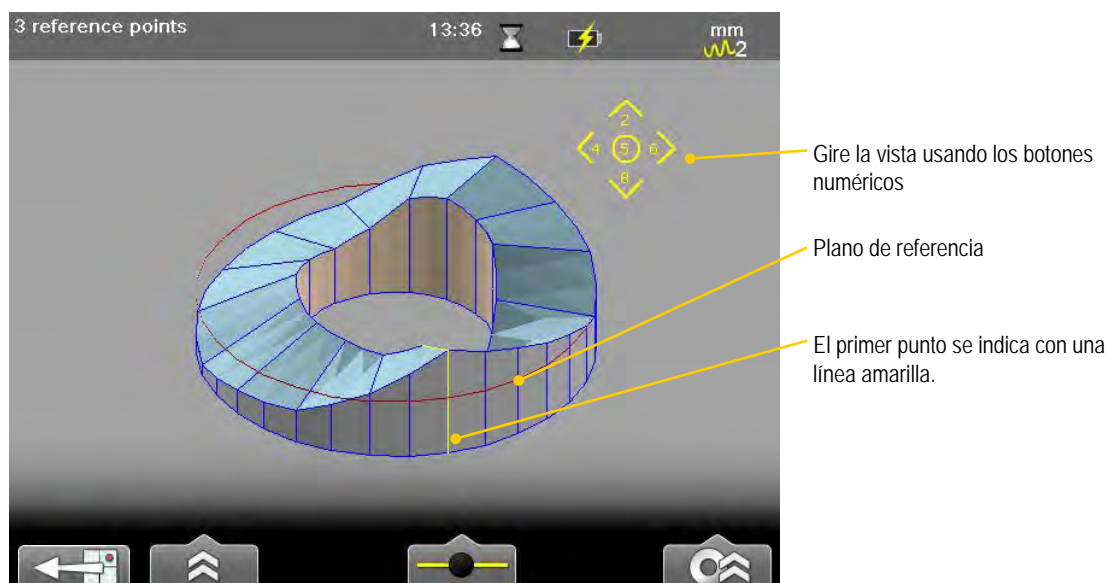 3 reference points
13:36
mm
2
2
4 5 6
8
Gire la vista usando los botones
numéricos
Plano de referencia
El primer punto se indica con una
línea amarilla.